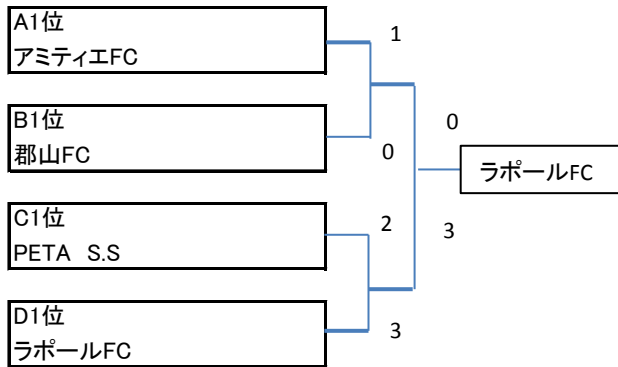 A1位
アミティエFC
1
B1位
郡山FC
0
0
ラポールFC
C1位
PETA　S.S
2
3
D1位
ラポールFC
3